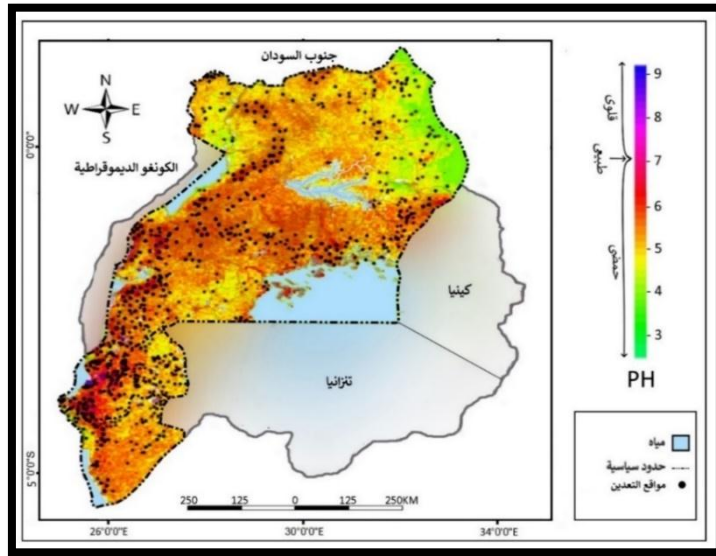 جنوب السودان
N
W E
S
0°0'0"
الكونغو الديموقراطية
كينيا
تنزانيا
5°0'0"S
250 125 0 125 250KM
26°0'0"E
30°0'0"E
34°0'0"E
9
8
7
6
5
4
3
قلوي
طبيعي
حمضي
PH
مياه
حدود سياسية
مواقع التعدين